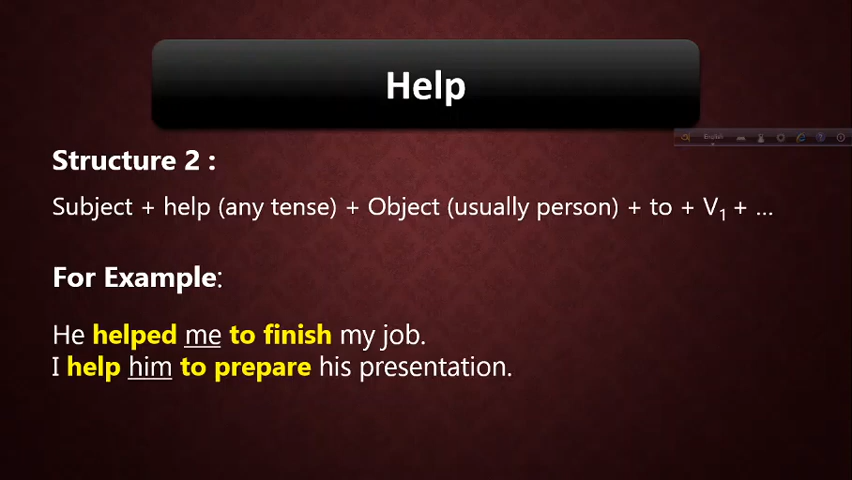 Help
English
Structure 2 :
Subject + help (any tense) + Object (usually person) + to + V₁ + ...
For Example:
He helped me to finish my job.
I help him to prepare his presentation.